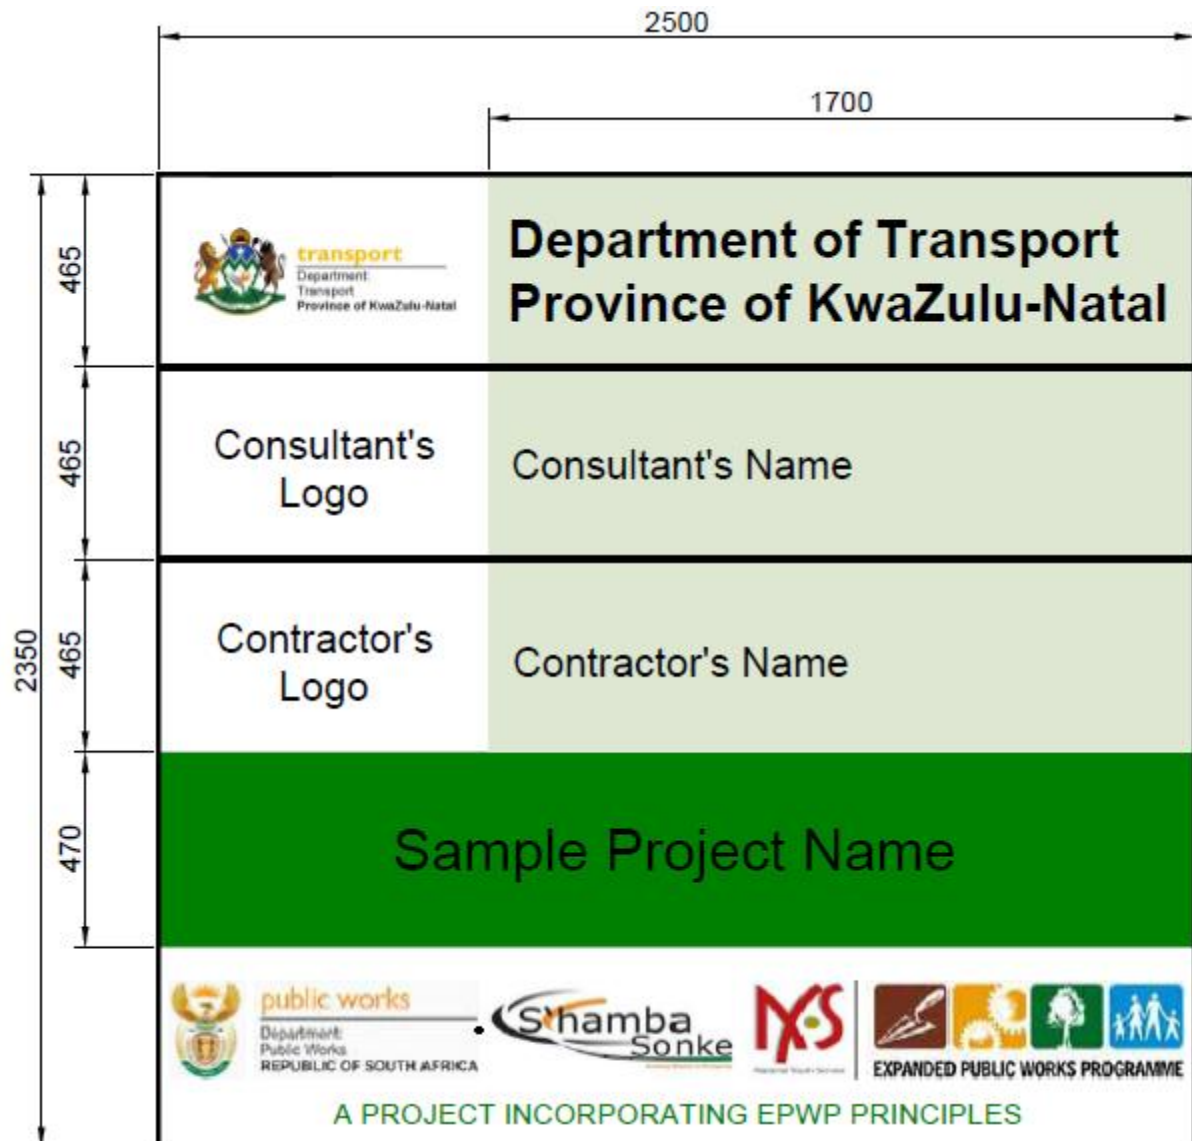 2500
1700
465
transport
Department:
Transport
Province of KwaZulu-Natal
Department of Transport
Province of KwaZulu-Natal
465
Consultant's
Logo
Consultant's Name
2350
465
Contractor's
Logo
Contractor's Name
470
Sample Project Name
public works
Department:
Public Works
REPUBLIC OF SOUTH AFRICA
S'hamba
Sonke
NYS
EXPANDED PUBLIC WORKS PROGRAMME
A PROJECT INCORPORATING EPWP PRINCIPLES